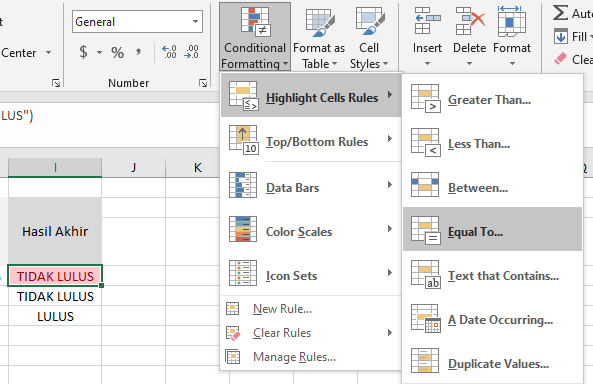 General
Conditional Formatting
Format as Table
Cell Styles
Insert
Delete
Format
Auto
Fill
Clea
Center
$
%
,
.00
.0
Number
LUS")
I
J
K
Q
Hasil Akhir
TIDAK LULUS
TIDAK LULUS
LULUS
Highlight Cells Rules
Top/Bottom Rules
Data Bars
Color Scales
Icon Sets
New Rule...
Clear Rules
Manage Rules...
Greater Than...
Less Than...
Between...
Equal To...
Text that Contains...
A Date Occurring...
Duplicate Values...